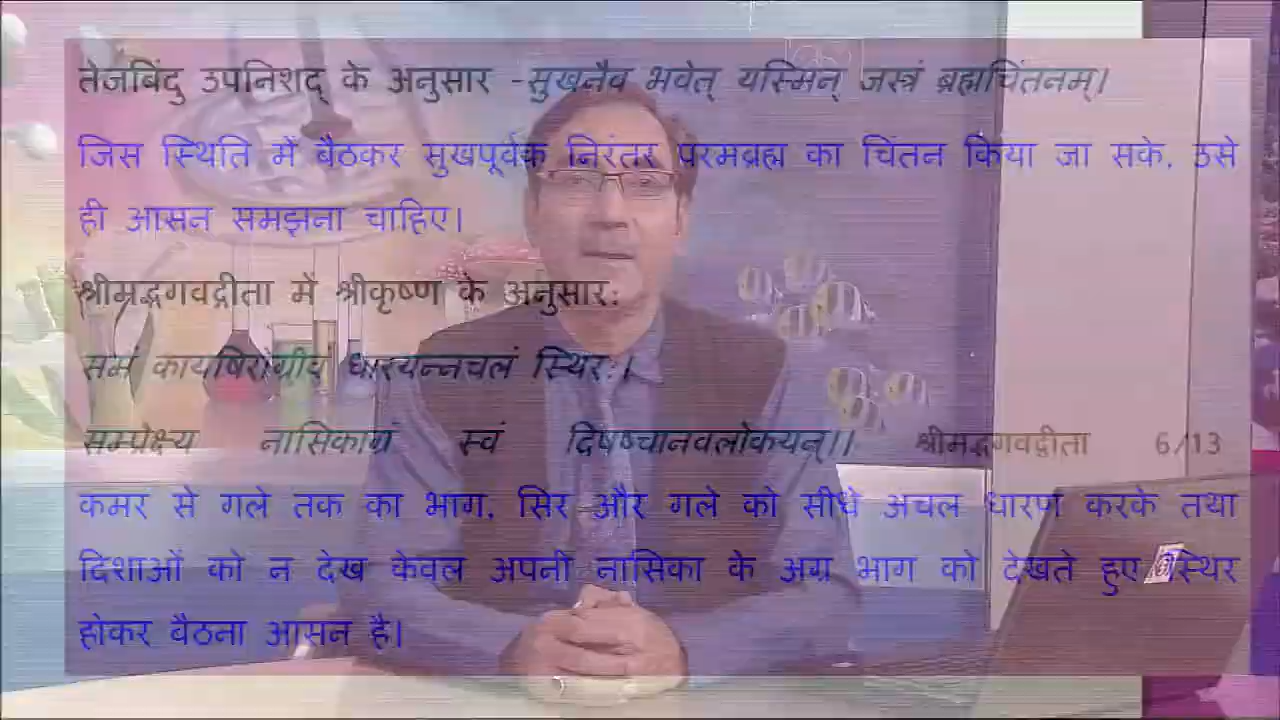 तेजबिंदु उपनिशद् के अनुसार -सुखनैव भवेत् यस्मिन् जस्त्रं ब्रह्मचिंतनम्।
जिस स्थिति में बैठकर सुखपूर्वक निरंतर परमब्रह्म का चिंतन किया जा सके, उसे
ही आसन समझना चाहिए।
श्रीमद्भगवद्गीता में श्रीकृष्ण के अनुसार:
समं कायषिरोग्रीवं धारयन्नचलं स्थिरः।
सम्प्रेक्ष्य नासिकाग्रं स्वं दिषष्चानवलोकयन्।। श्रीमद्भगवद्गीता 6/13
कमर से गले तक का भाग, सिर और गले को सीधे अचल धारण करके तथा
दिशाओं को न देख केवल अपनी नासिका के अग्र भाग को देखते हुए स्थिर
होकर बैठना आसन है।